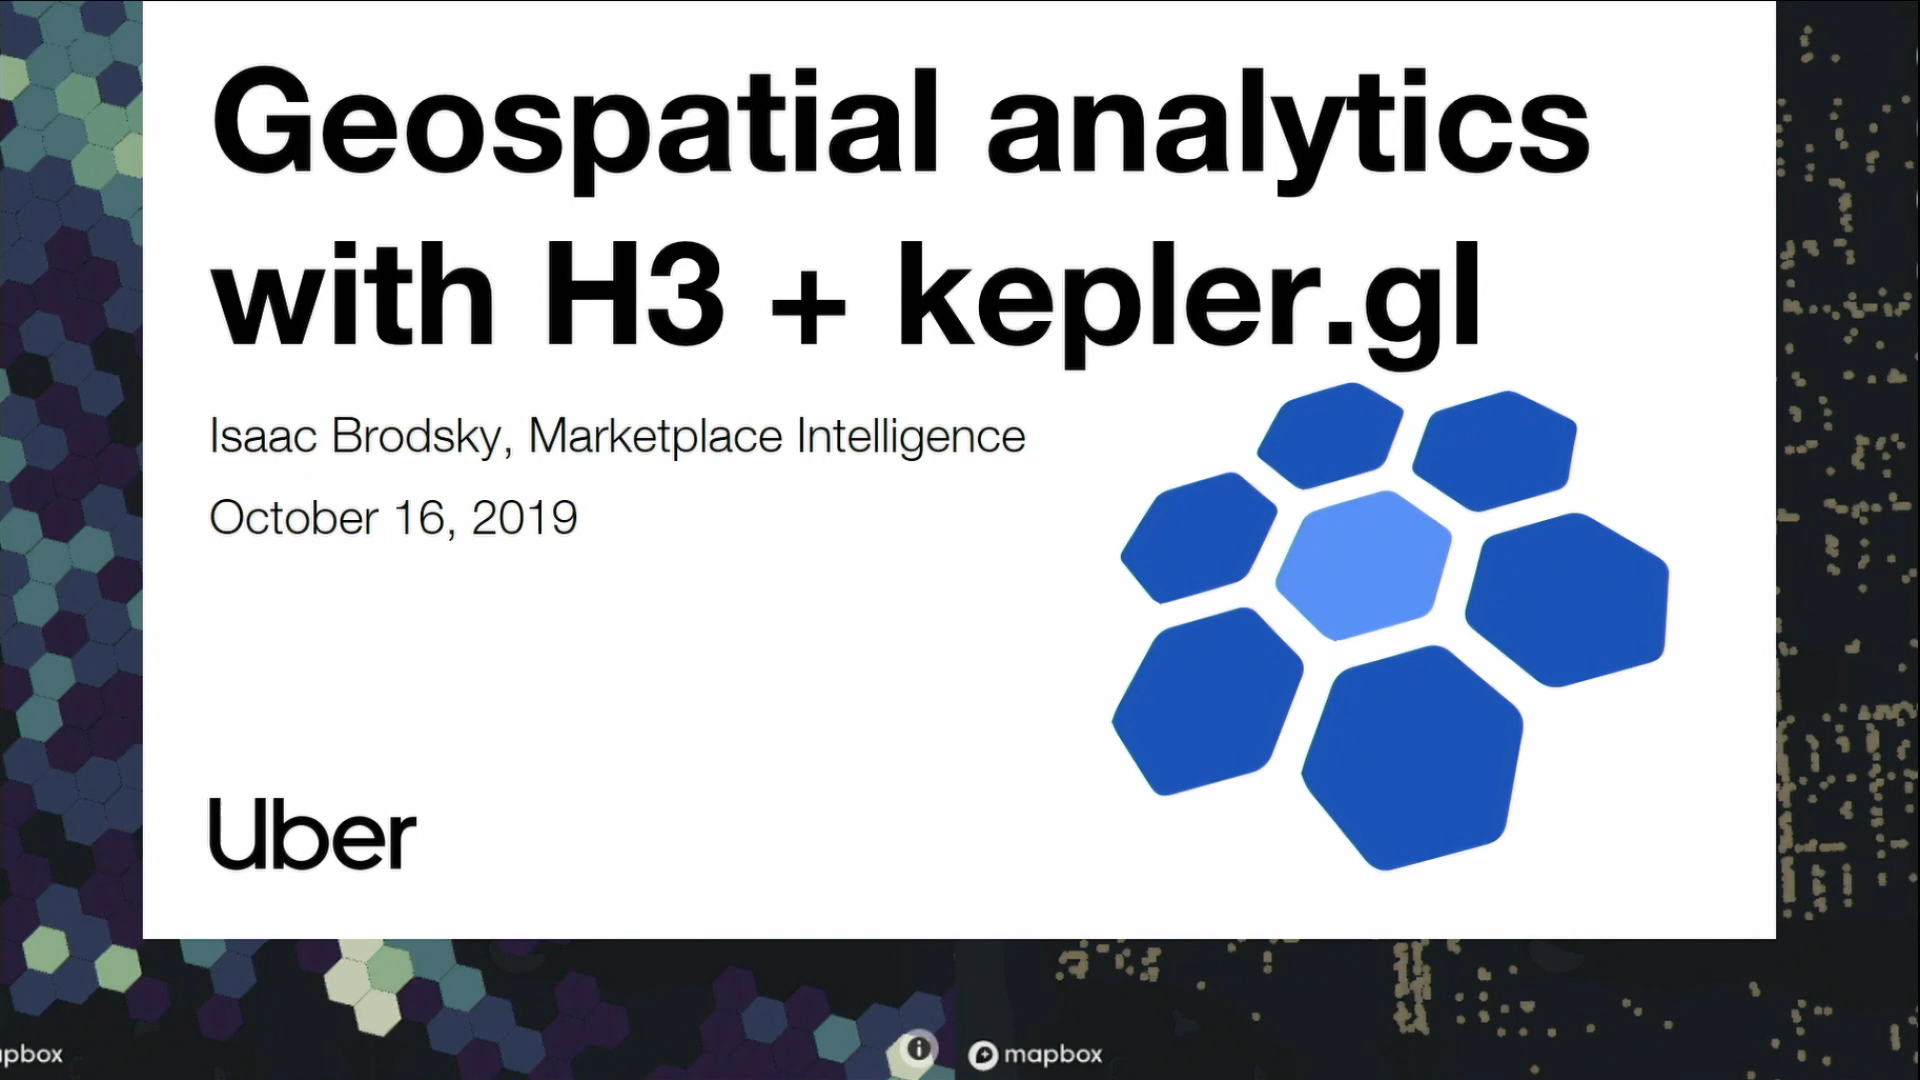 Geospatial analytics
with H3 + kepler.gl
Isaac Brodsky, Marketplace Intelligence
October 16, 2019
Uber
pbox
mapbox